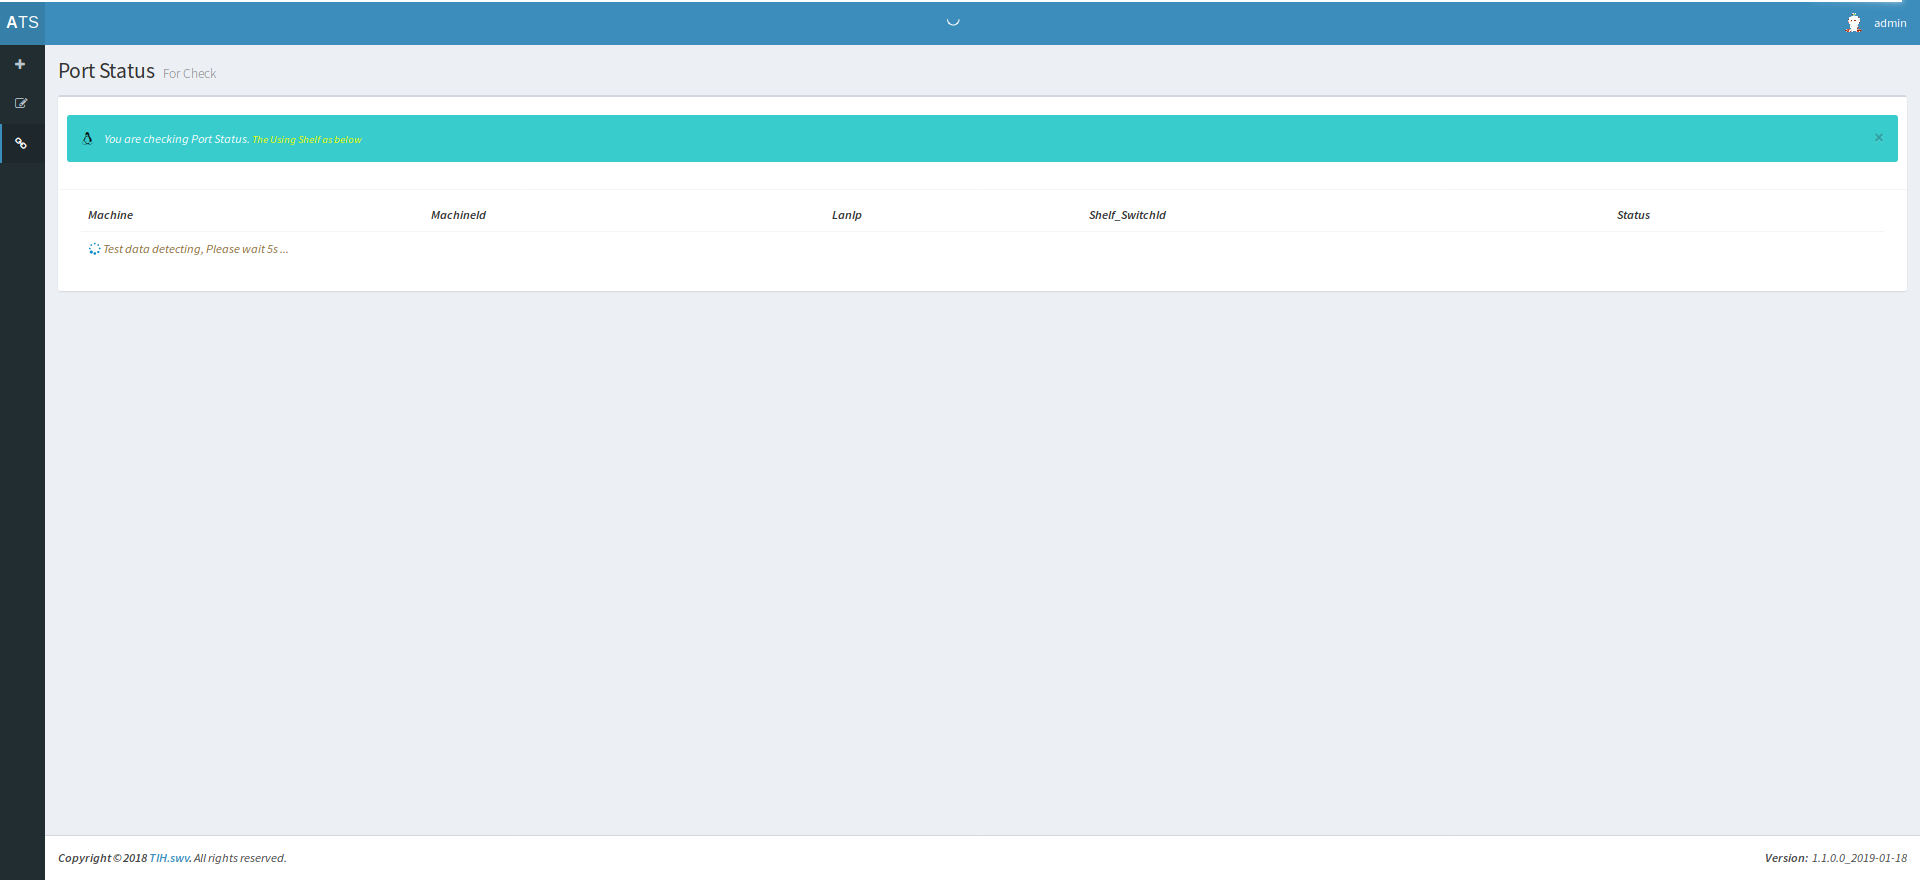 ATS
admin
Port Status For Check
You are checking Port Status. The Using Shelf as below
×
Machine MachineId LanIp Shelf_SwitchId Status
Test data detecting, Please wait 5s ...
Copyright © 2018 TIH.swv. All rights reserved.
Version: 1.1.0.0_2019-01-18